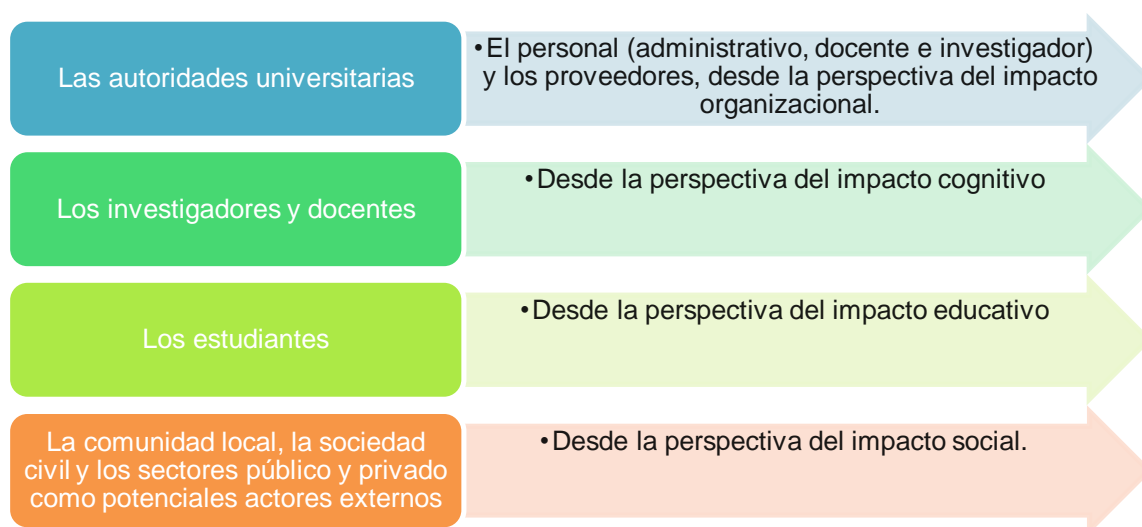 Las autoridades universitarias
•El personal (administrativo, docente e investigador)
y los proveedores, desde la perspectiva del impacto
organizacional.
Los investigadores y docentes
•Desde la perspectiva del impacto cognitivo
Los estudiantes
•Desde la perspectiva del impacto educativo
La comunidad local, la sociedad
civil y los sectores público y privado
como potenciales actores externos
•Desde la perspectiva del impacto social.